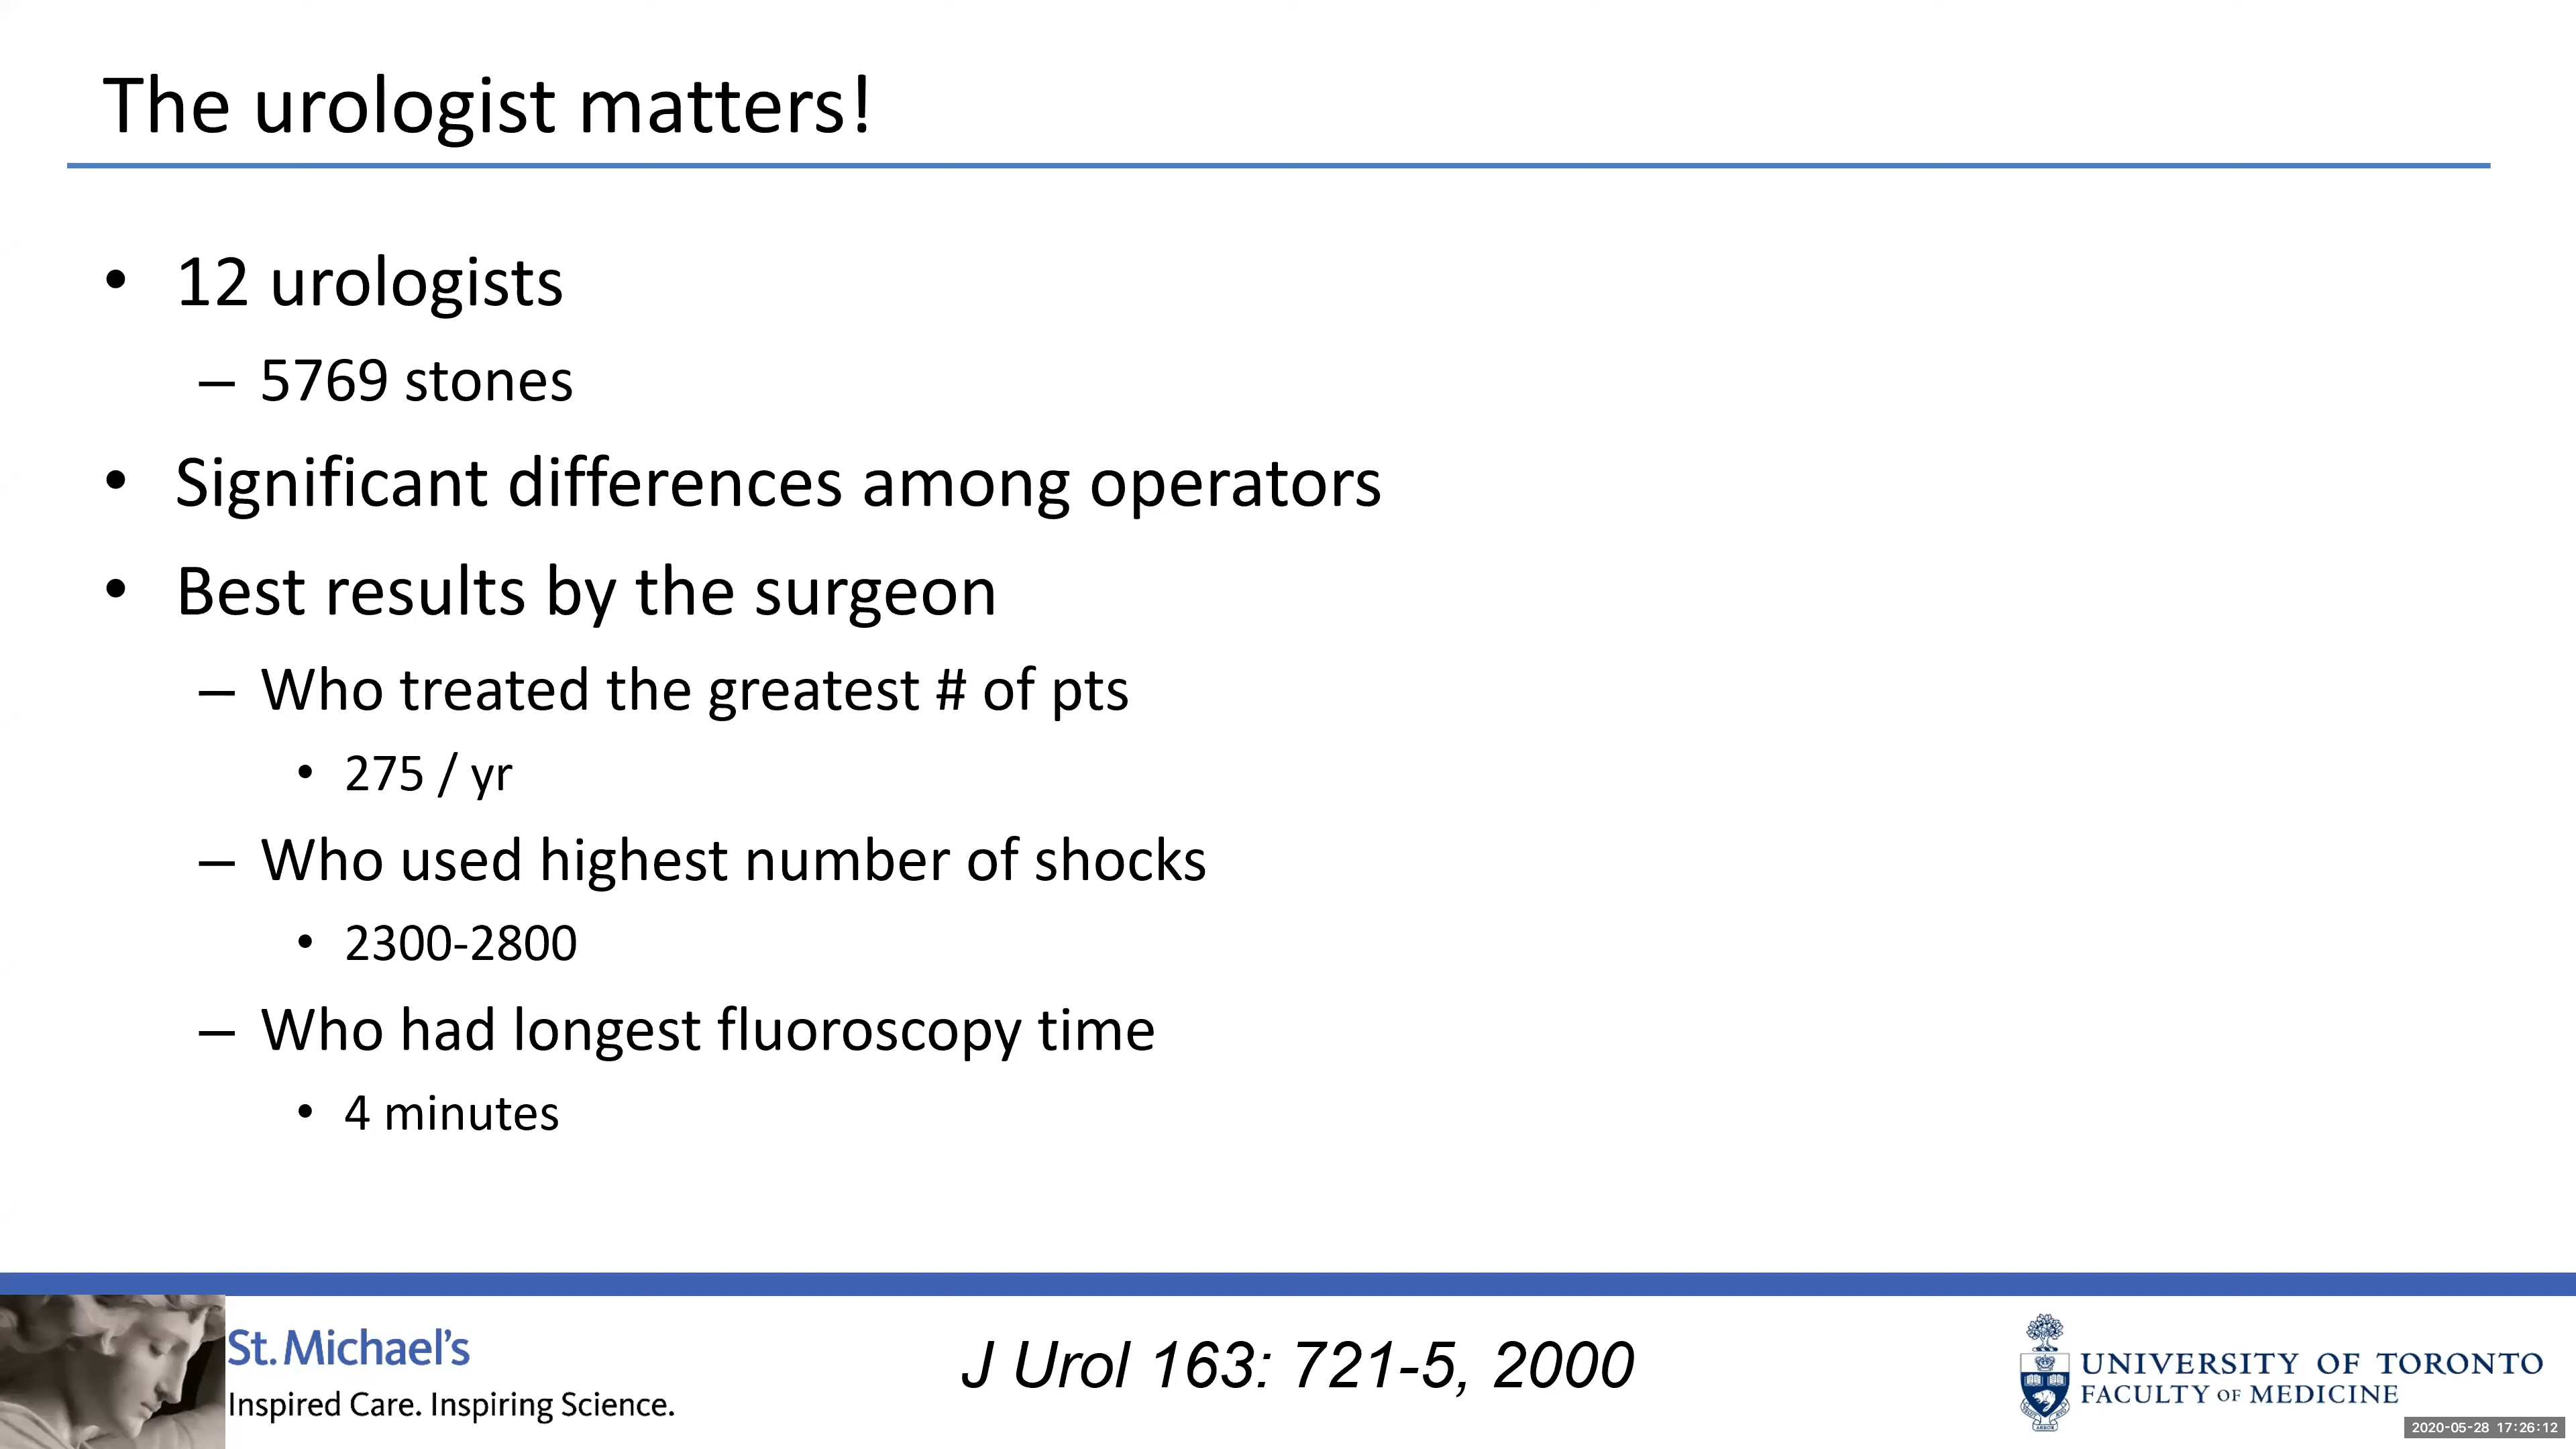 The urologist matters!
• 12 urologists
– 5769 stones
• Significant differences among operators
• Best results by the surgeon
– Who treated the greatest # of pts
• 275 / yr
– Who used highest number of shocks
• 2300-2800
– Who had longest fluoroscopy time
• 4 minutes
St. Michael's
Inspired Care. Inspiring Science.
J Urol 163: 721-5, 2000
UNIVERSITY OF TORONTO
FACULTY OF MEDICINE
2020-05-28 17:26:12